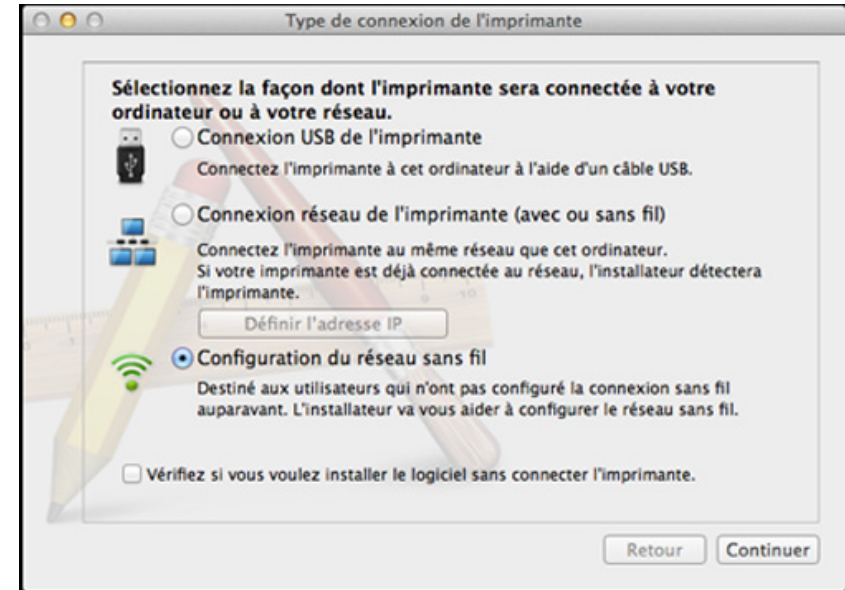 Type de connexion de l'imprimante
Sélectionnez la façon dont l'imprimante sera connectée à votre
ordinateur ou à votre réseau.
Connexion USB de l'imprimante
Connectez l'imprimante à cet ordinateur à l'aide d'un câble USB.
Connexion réseau de l'imprimante (avec ou sans fil)
Connectez l'imprimante au même réseau que cet ordinateur.
Si votre imprimante est déjà connectée au réseau, l'installateur détectera
l'imprimante.
Définir l'adresse IP
Configuration du réseau sans fil
Destiné aux utilisateurs qui n'ont pas configuré la connexion sans fil
auparavant. L'installateur va vous aider à configurer le réseau sans fil.
Vérifiez si vous voulez installer le logiciel sans connecter l'imprimante.
Retour
Continuer